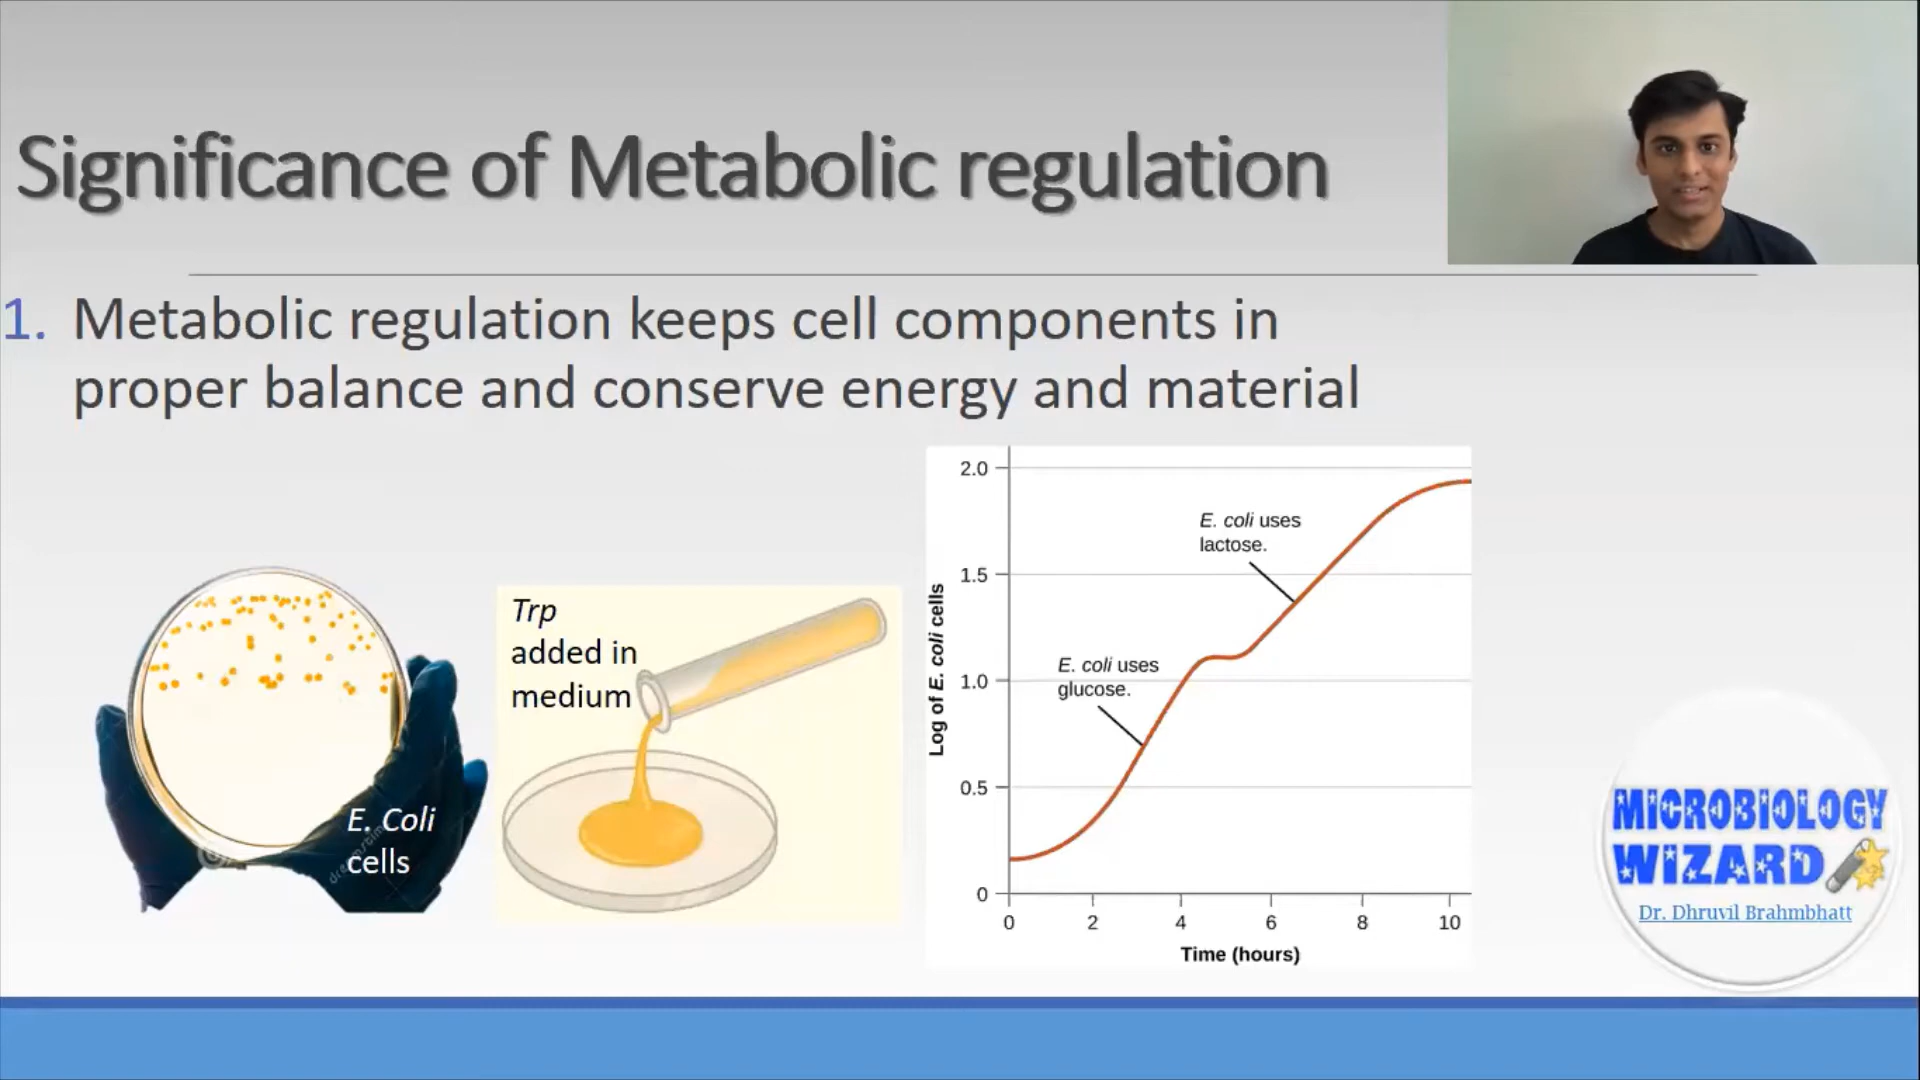 Significance of Metabolic regulation
1. Metabolic regulation keeps cell components in
proper balance and conserve energy and material
E. Coli
cells
dreamstime
Trp
added in
medium
2.0
1.5
1.0
0.5
0
Log of E. coli cells
E. coli uses
lactose.
E. coli uses
glucose.
0 2 4 6 8 10
Time (hours)
MICROBIOLOGY
WIZARD
Dr. Dhruvil Brahmbhatt